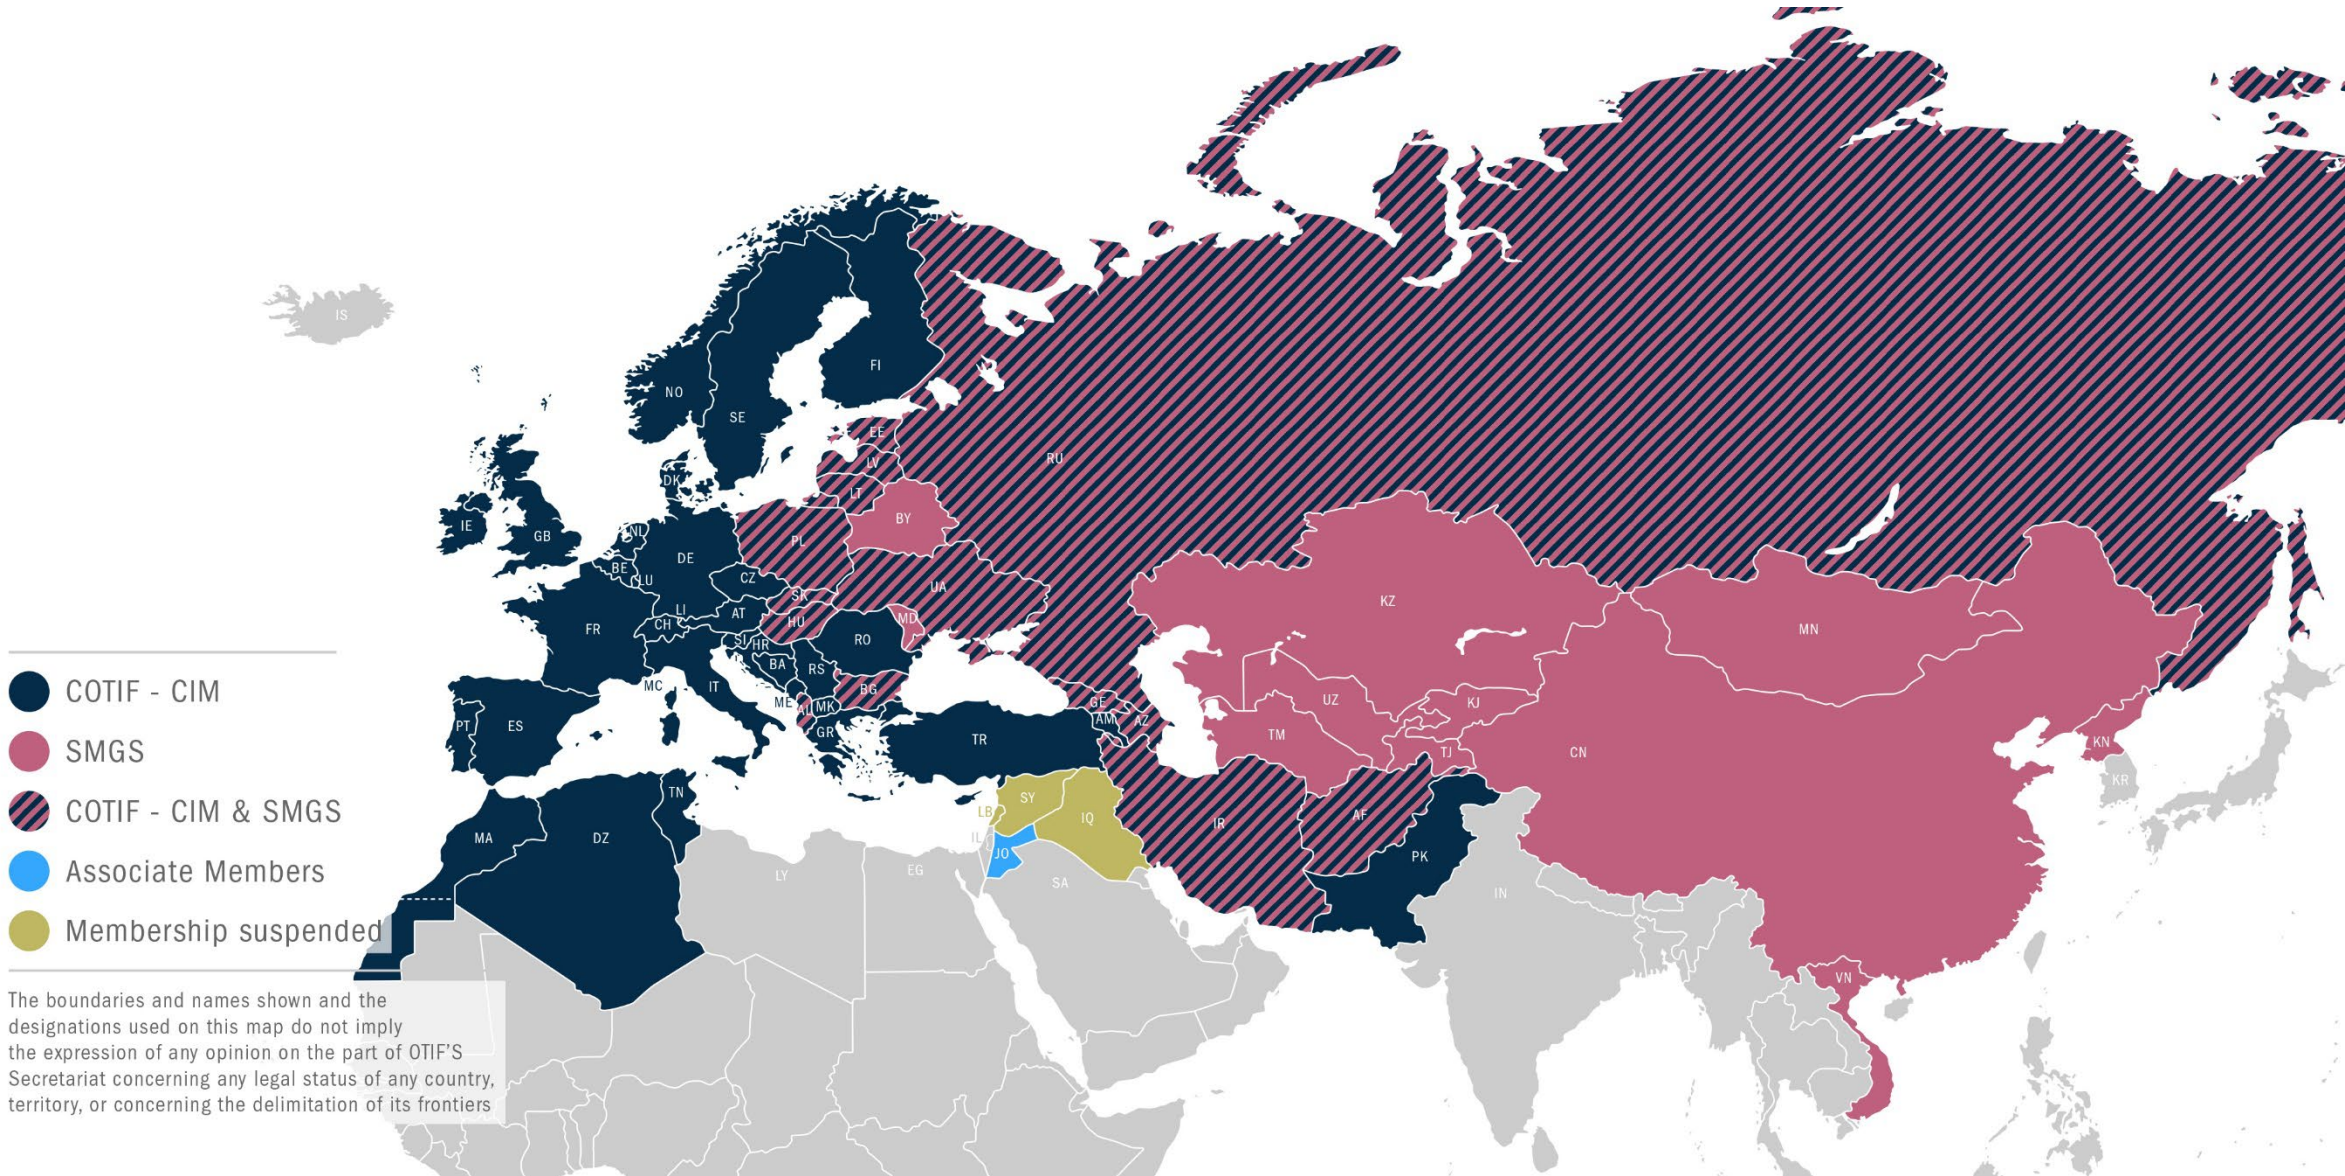 IS
NO
SE
FI
RU
EE
LV
LT
DK
IE
GB
NL
BE
LU
DE
PL
BY
CZ
SK
UA
LI
AT
HU
MD
FR
CH
SI
HR
RO
BA
RS
MC
IT
ME
AL
MK
BG
GR
PT
ES
TR
GE
AM
AZ
KZ
MN
UZ
KJ
TM
TJ
CN
KN
KR
TN
MA
DZ
LB
SY
IQ
IL
JO
IR
AF
PK
LY
EG
SA
IN
VN
COTIF - CIM
SMGS
COTIF - CIM & SMGS
Associate Members
Membership suspended
The boundaries and names shown and the
designations used on this map do not imply
the expression of any opinion on the part of OTIF'S
Secretariat concerning any legal status of any country,
territory, or concerning the delimitation of its frontiers